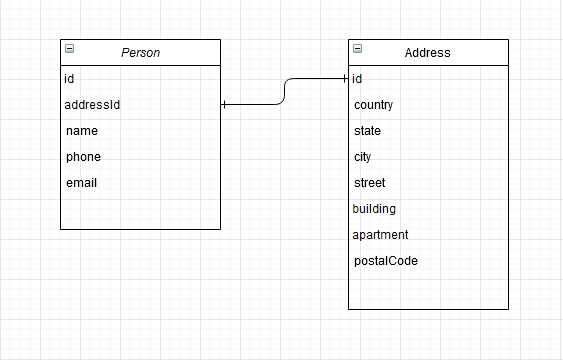 Person
id
addressId
name
phone
email
Address
id
country
state
city
street
building
apartment
postalCode